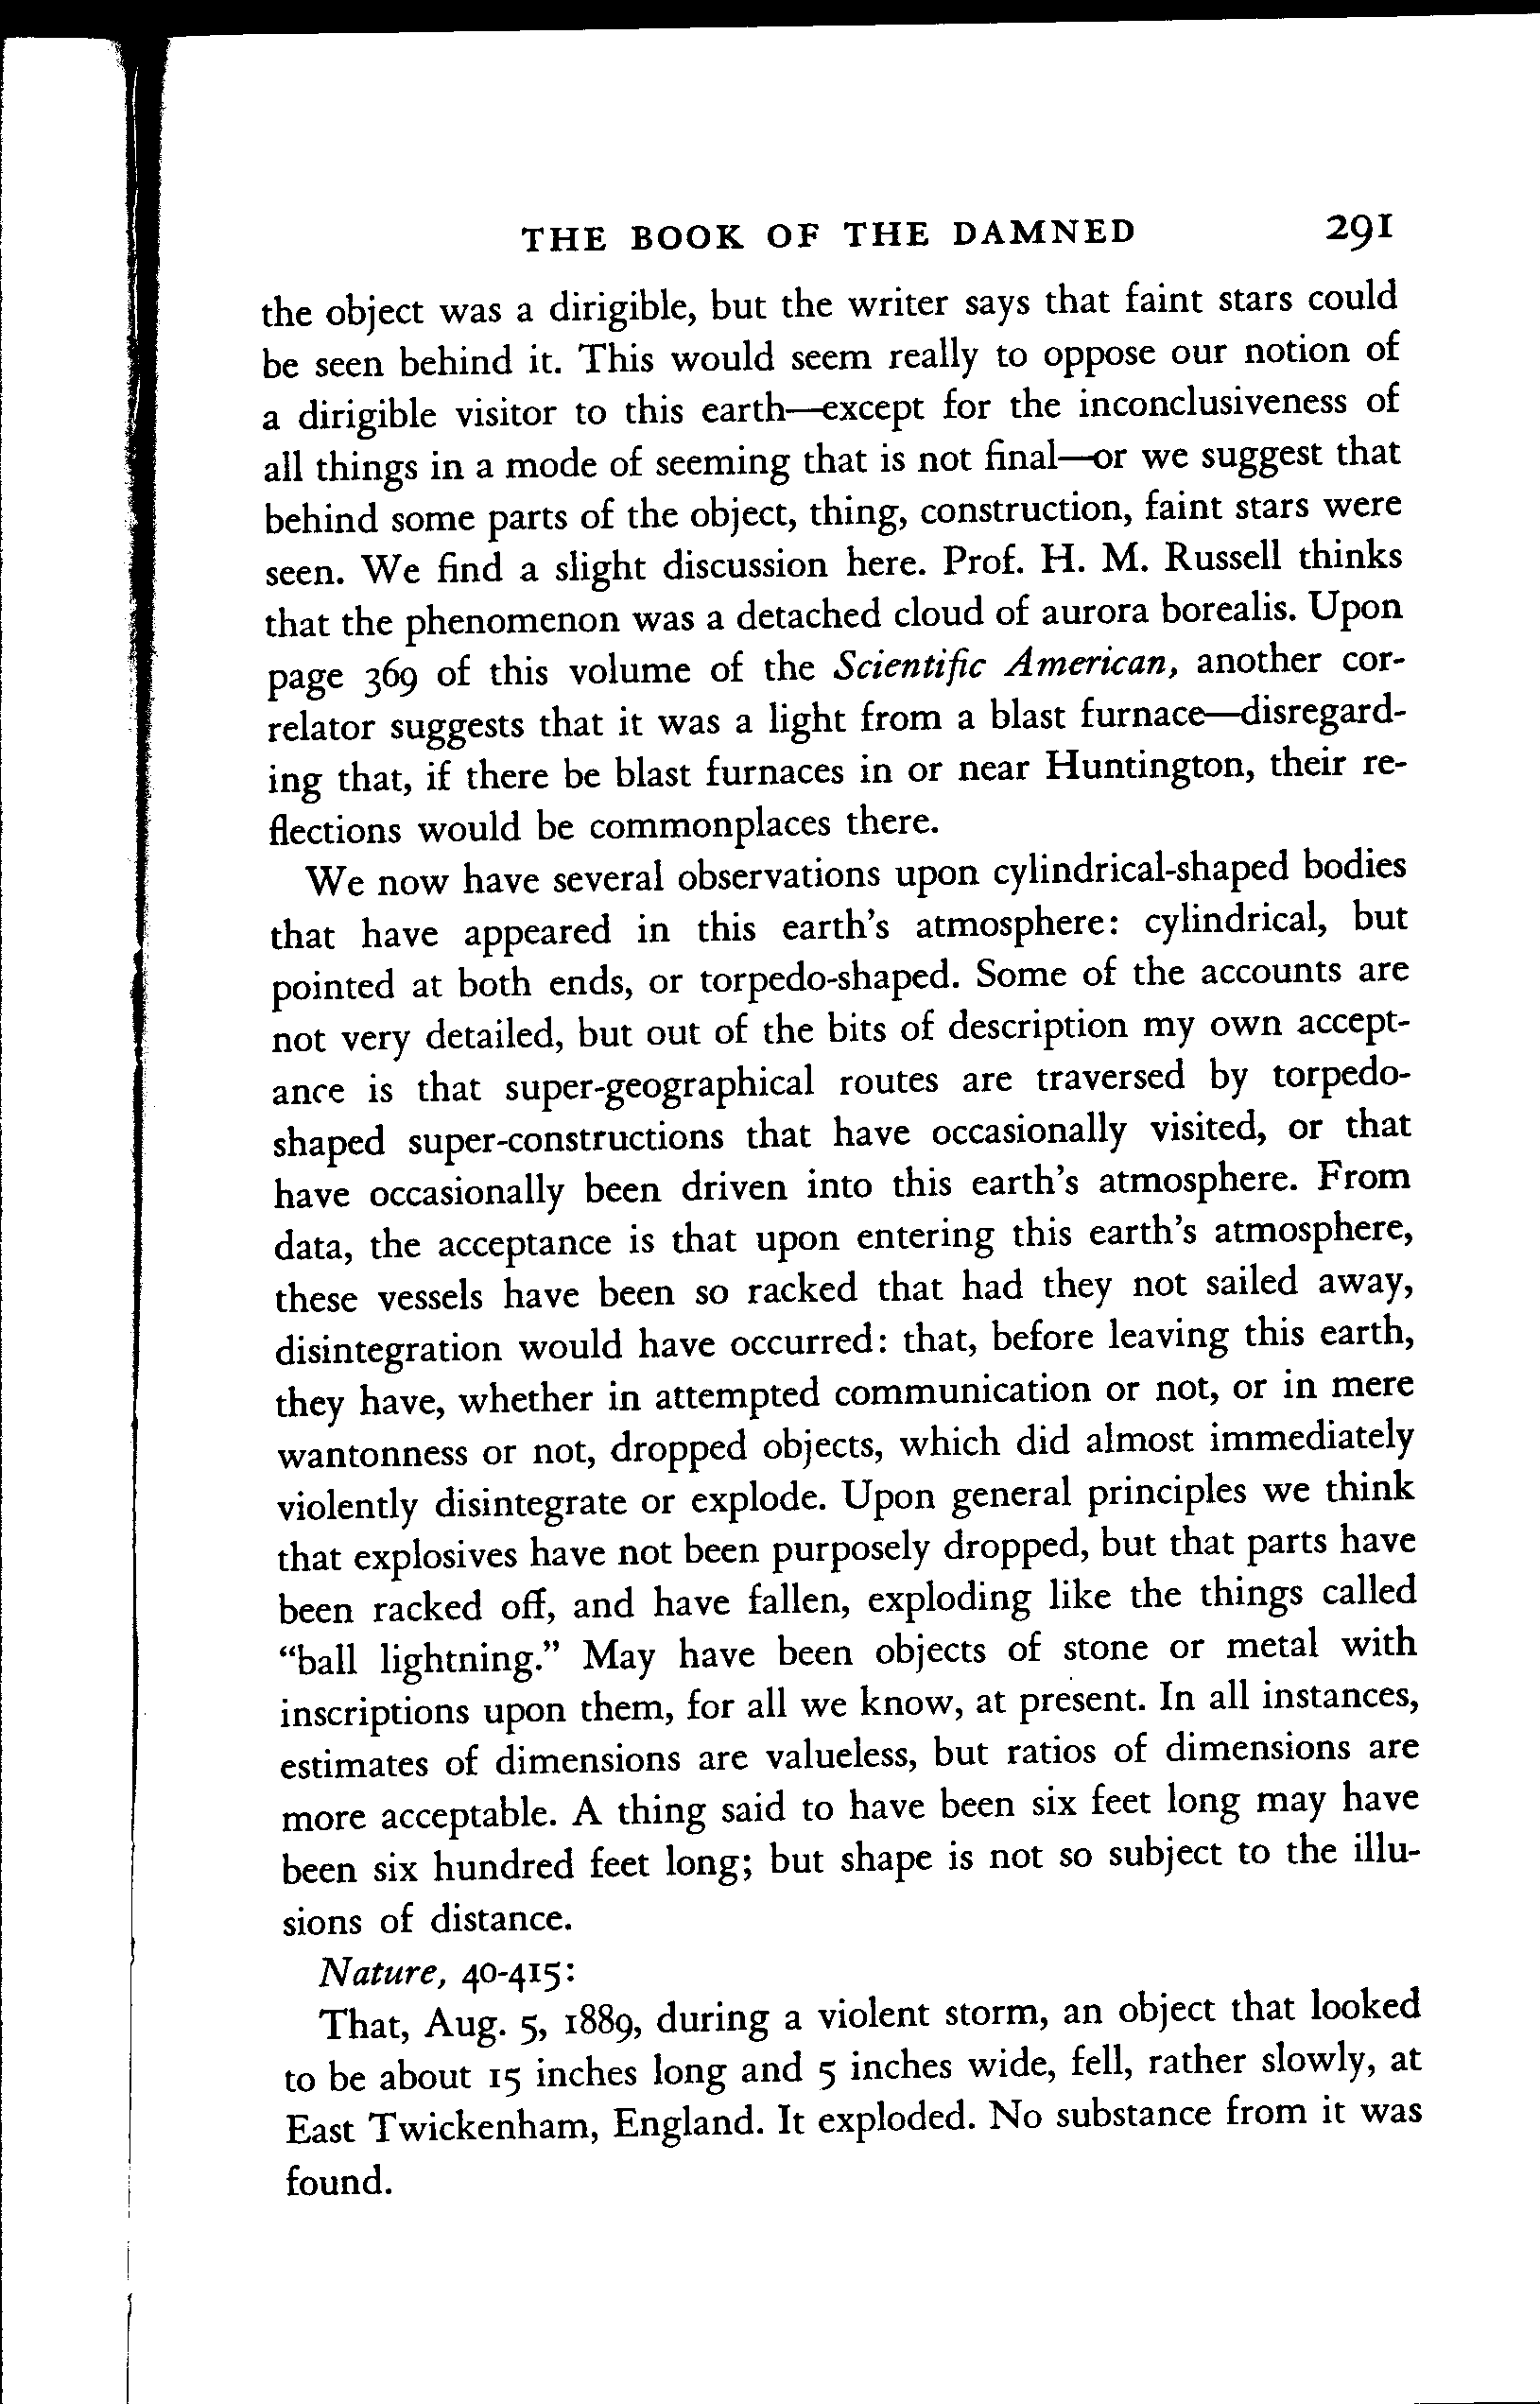 THE BOOK OF THE DAMNED 291
the object was a dirigible, but the writer says that faint stars could
be seen behind it. This would seem really to oppose our notion of
a dirigible visitor to this earth—except for the inconclusiveness of
all things in a mode of seeming that is not final—or we suggest that
behind some parts of the object, thing, construction, faint stars were
seen. We find a slight discussion here. Prof. H. M. Russell thinks
that the phenomenon was a detached cloud of aurora borealis. Upon
page 369 of this volume of the Scientific American, another cor-
relator suggests that it was a light from a blast furnace—disregard-
ing that, if there be blast furnaces in or near Huntington, their re-
flections would be commonplaces there.
We now have several observations upon cylindrical-shaped bodies
that have appeared in this earth's atmosphere: cylindrical, but
pointed at both ends, or torpedo-shaped. Some of the accounts are
not very detailed, but out of the bits of description my own accept-
ance is that super-geographical routes are traversed by torpedo-
shaped super-constructions that have occasionally visited, or that
have occasionally been driven into this earth's atmosphere. From
data, the acceptance is that upon entering this earth's atmosphere,
these vessels have been so racked that had they not sailed away,
disintegration would have occurred: that, before leaving this earth,
they have, whether in attempted communication or not, or in mere
wantonness or not, dropped objects, which did almost immediately
violently disintegrate or explode. Upon general principles we think
that explosives have not been purposely dropped, but that parts have
been racked off, and have fallen, exploding like the things called
“ball lightning.” May have been objects of stone or metal with
inscriptions upon them, for all we know, at present. In all instances,
estimates of dimensions are valueless, but ratios of dimensions are
more acceptable. A thing said to have been six feet long may have
been six hundred feet long; but shape is not so subject to the illu-
sions of distance.
Nature, 40-415:
That, Aug. 5, 1889, during a violent storm, an object that looked
to be about 15 inches long and 5 inches wide, fell, rather slowly, at
East Twickenham, England. It exploded. No substance from it was
found.